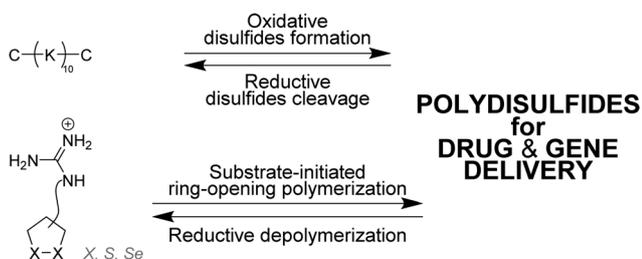 Oxidative
disulfides formation
C-(K)10-C
Reductive
disulfides cleavage
POLYDISULFIDES
for
DRUG & GENE
DELIVERY
⊕
NH2
H2N
NH
Substrate-initiated
ring-opening polymerization
Reductive depolymerization
X-X
X, S, Se